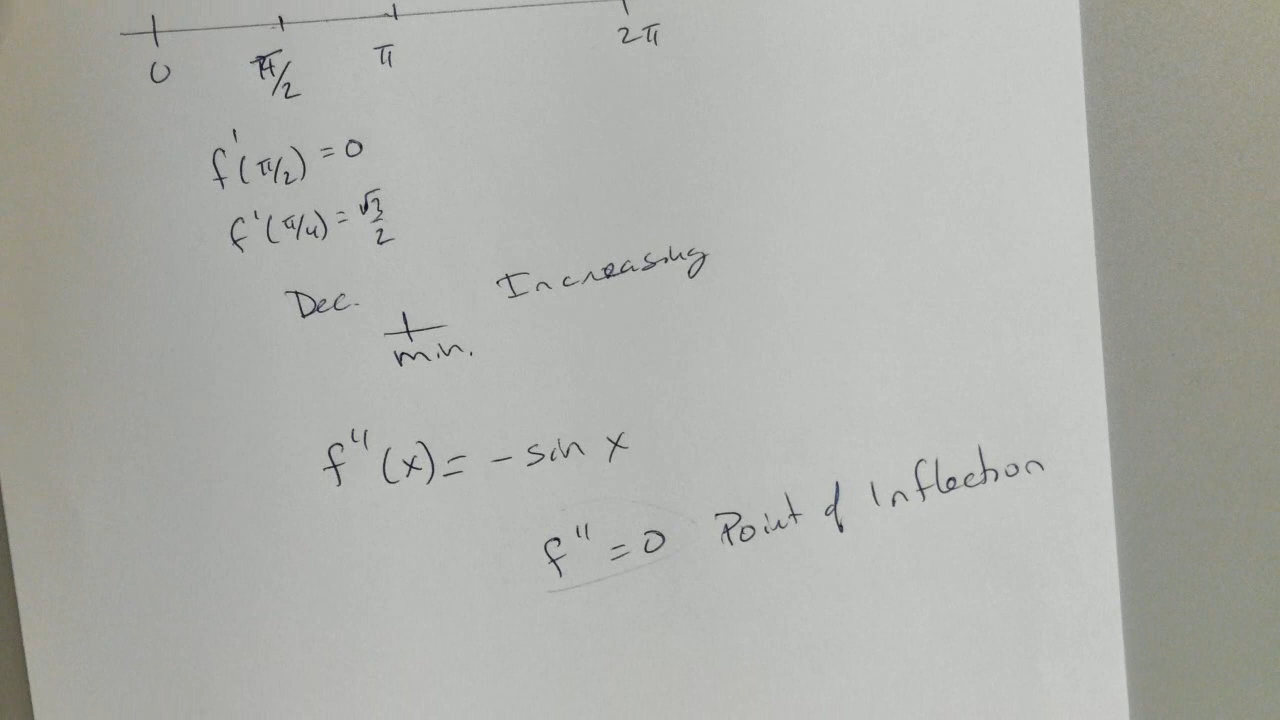 0 π/2 π 2π
f'(π/2) = 0
f'(π/4) = √3/2
Dec. Increasing
min.
f"(x) = - sin x
f" = 0 Point of Inflection